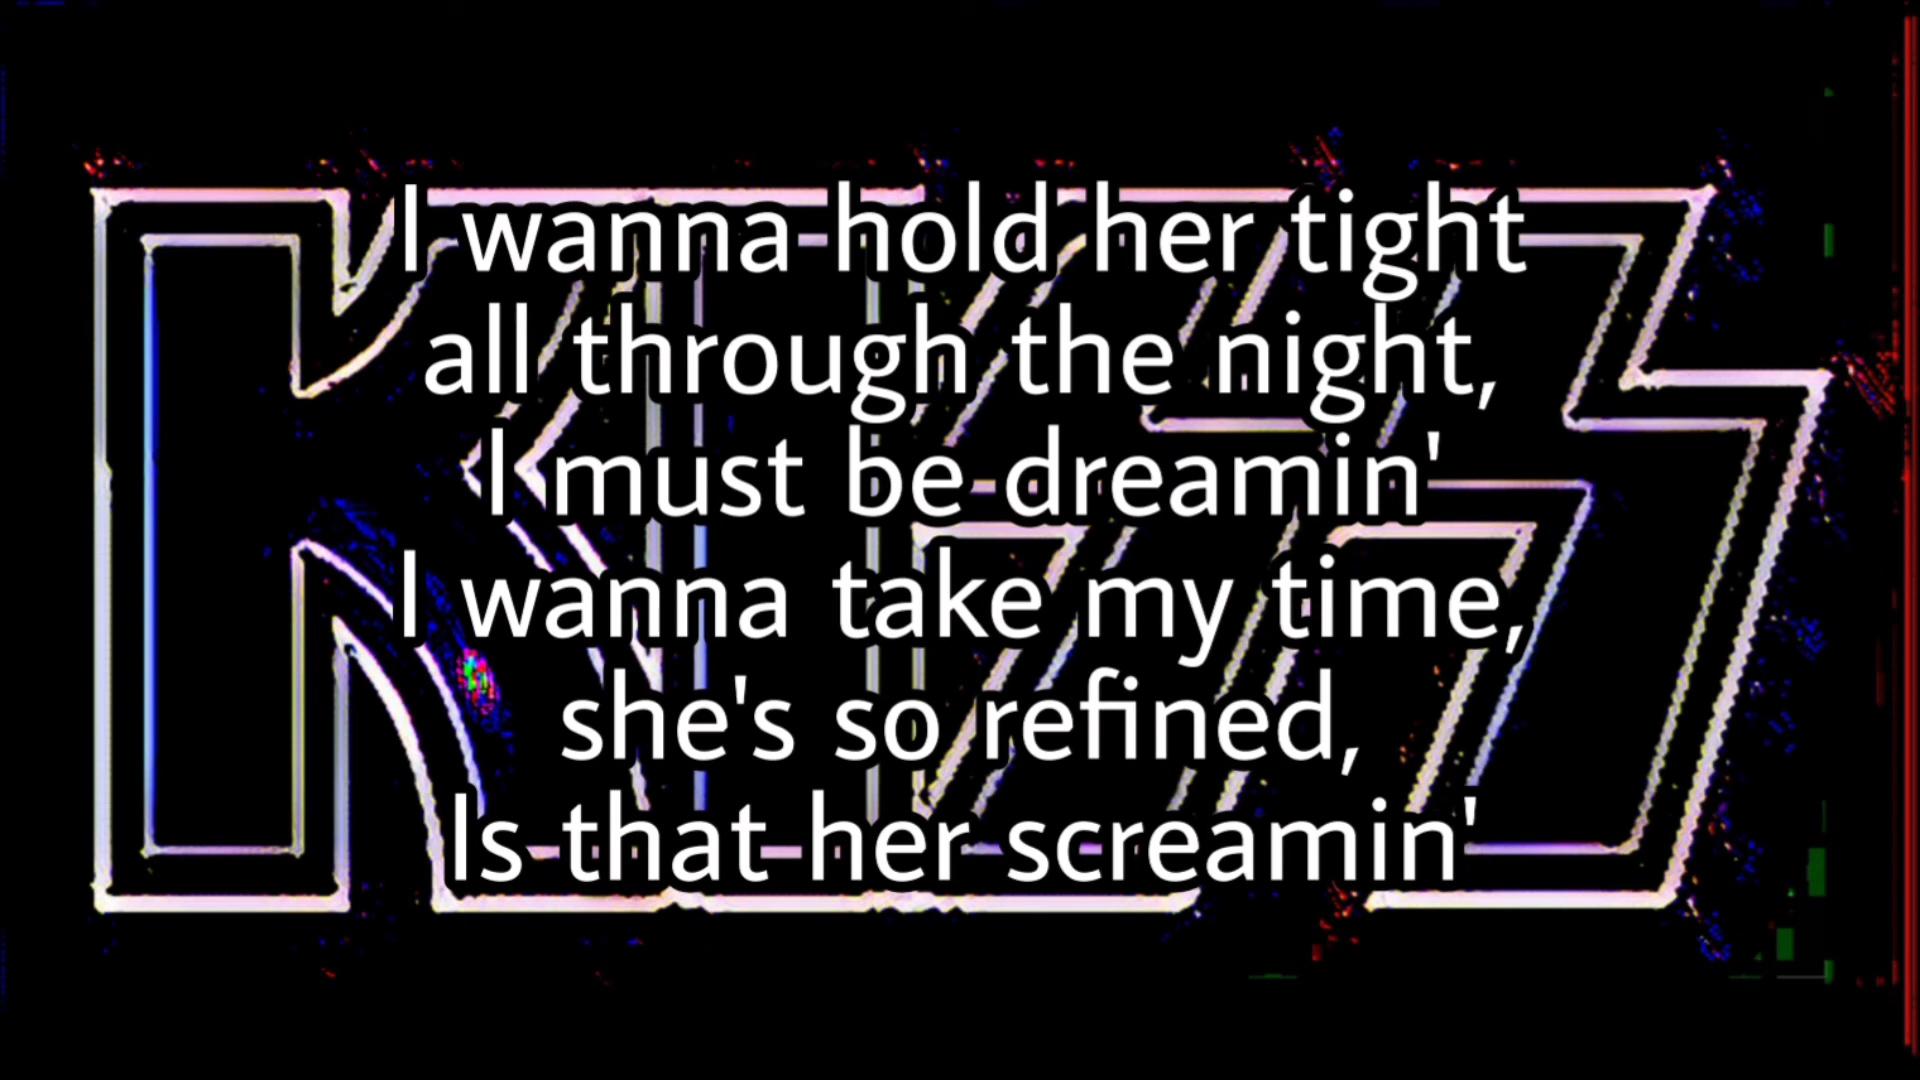 KISS
I wanna hold her tight
all through the night,
I must be dreamin'
I wanna take my time,
she's so refined,
Is that her screamin'